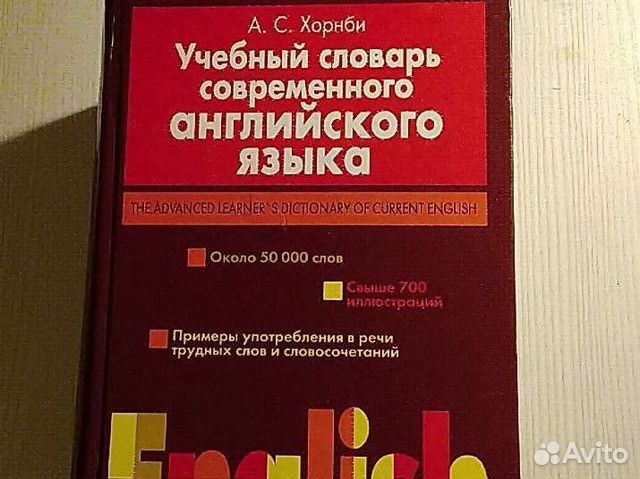 А. С. Хорнби
Учебный словарь
современного
английского
языка
THE ADVANCED LEARNER`S DICTIONARY OF CURRENT ENGLISH
Около 50 000 слов
Свыше 700
иллюстраций
Примеры употребления в речи
трудных слов и словосочетаний
English
Avito